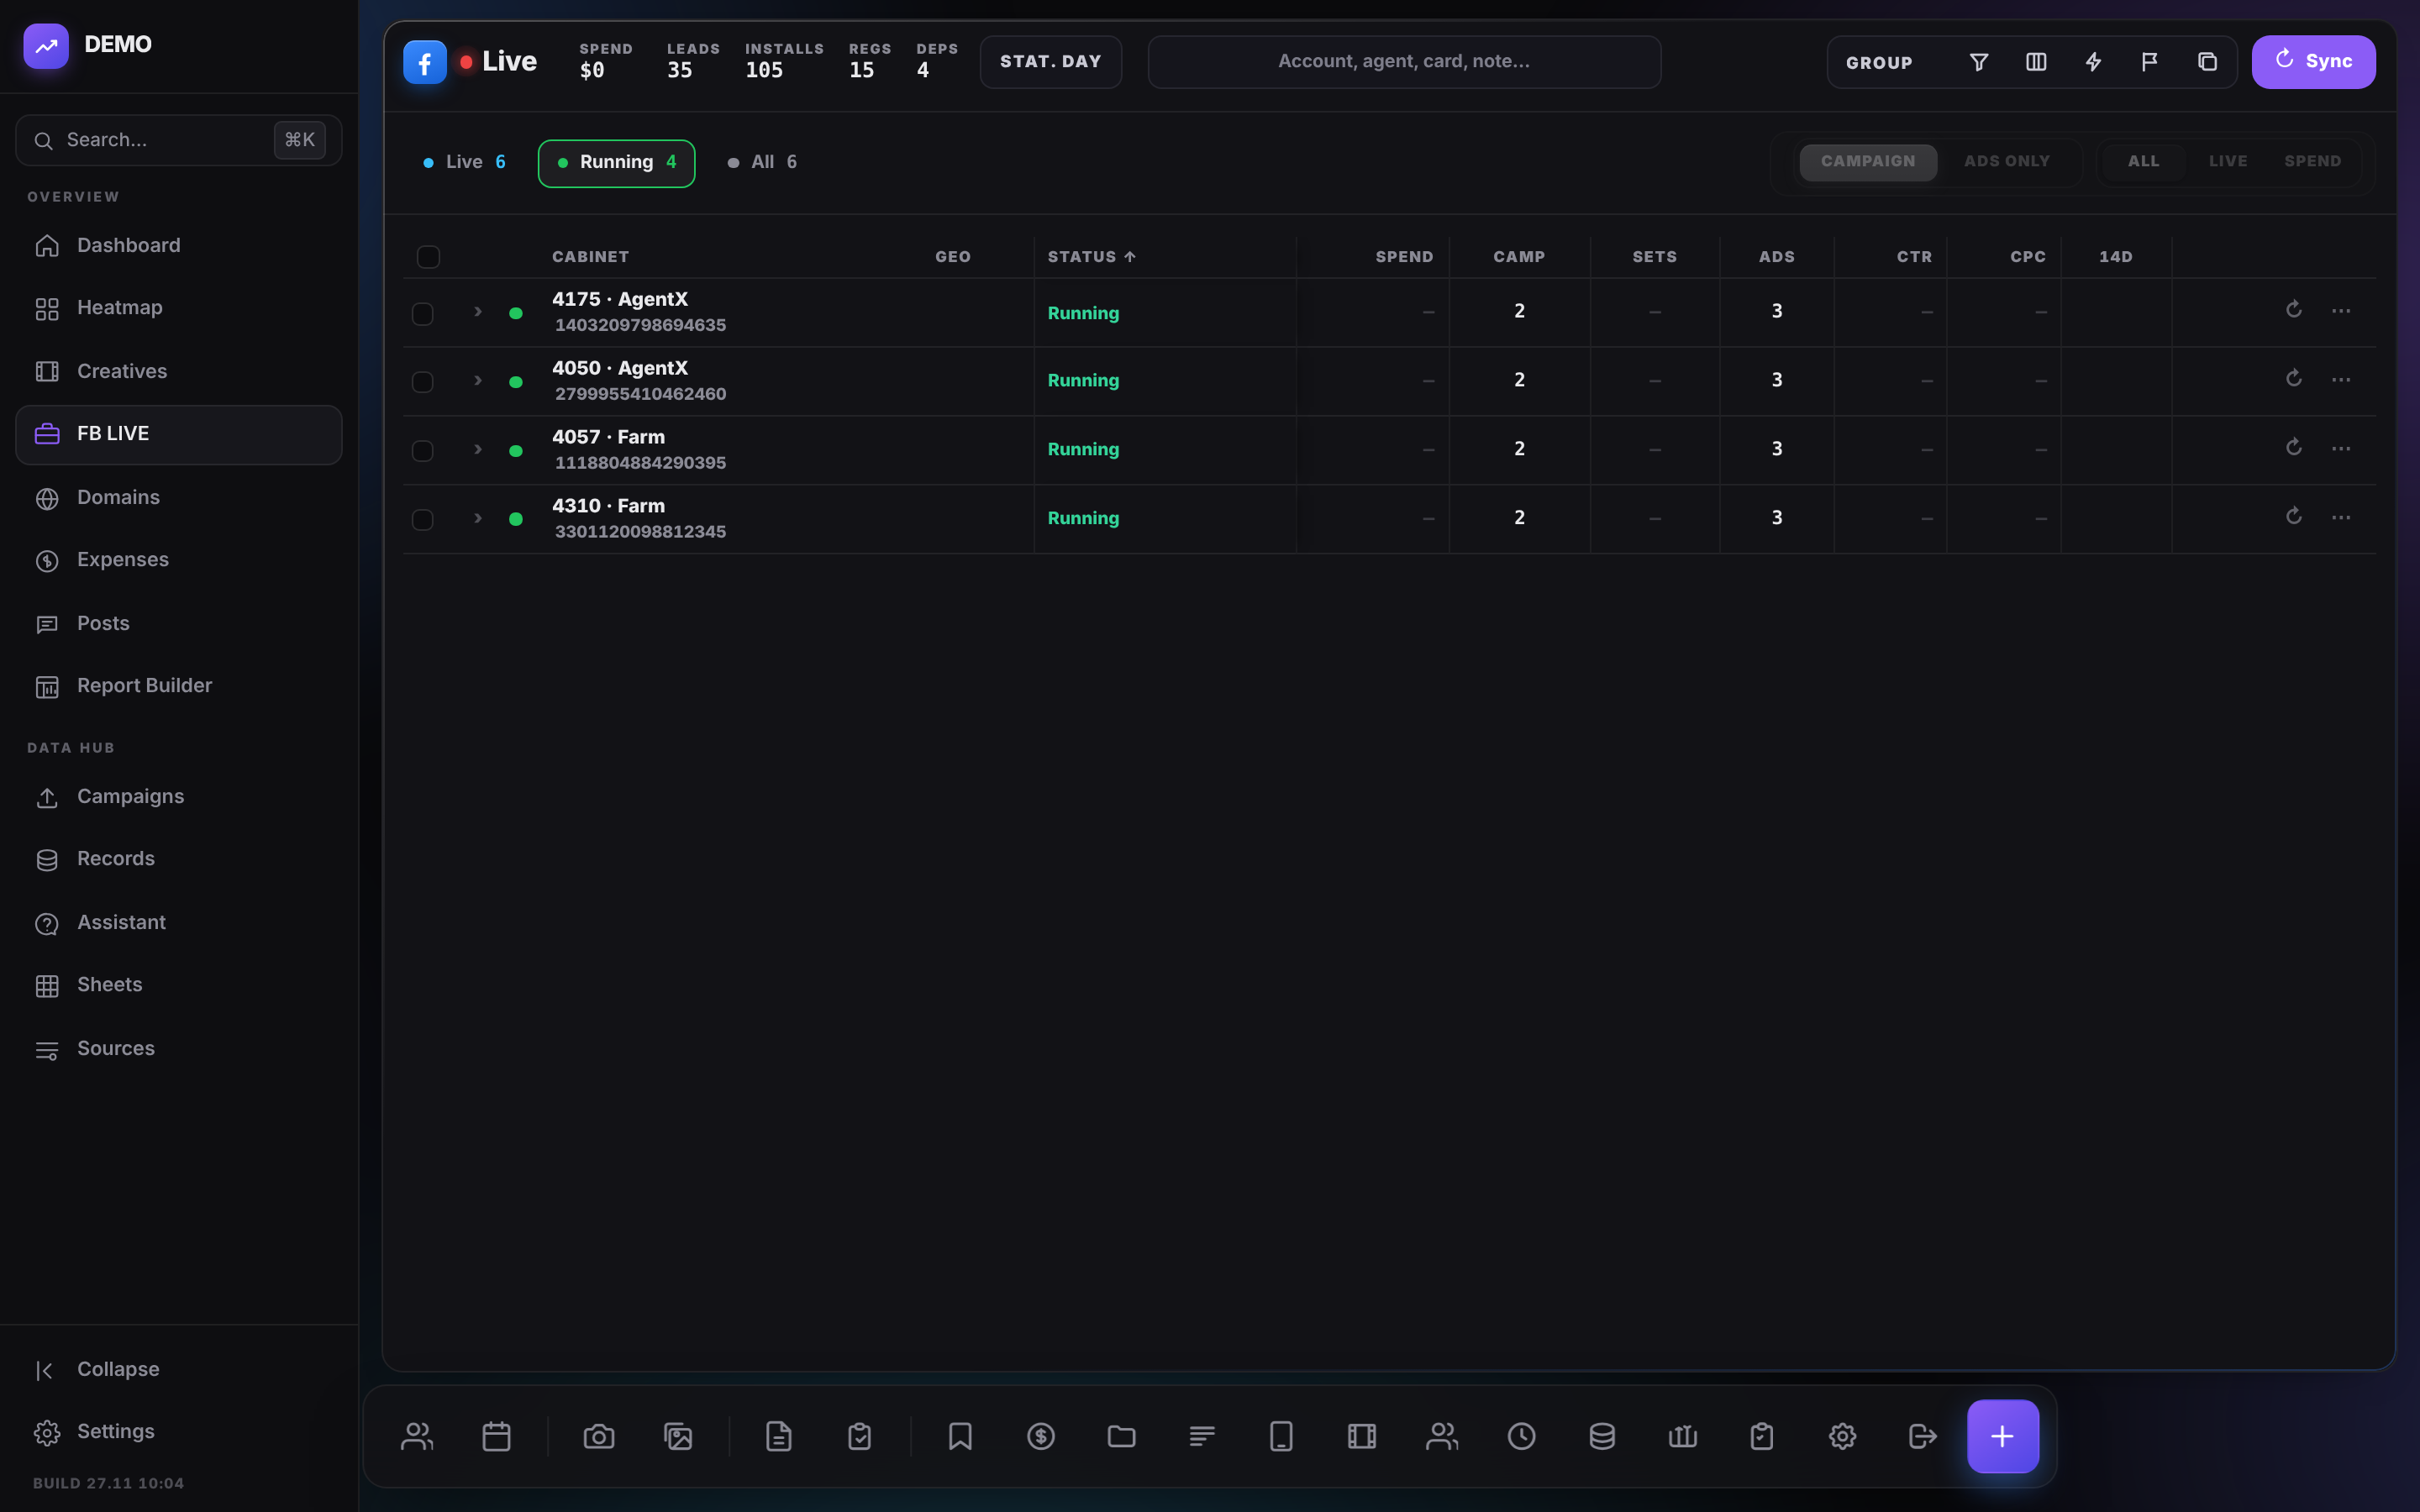 DEMO
Search...
⌘K
OVERVIEW
Dashboard
Heatmap
Creatives
FB LIVE
Domains
Expenses
Posts
Report Builder
DATA HUB
Campaigns
Records
Assistant
Sheets
Sources
Collapse
Settings
BUILD 27.11 10:04
Live
SPEND LEADS INSTALLS REGS DEPS
$0 35 105 15 4
STAT. DAY
Account, agent, card, note...
GROUP
Sync
Live 6 Running 4 All 6
CAMPAIGN ADS ONLY ALL LIVE SPEND
CABINET GEO STATUS ↑ SPEND CAMP SETS ADS CTR CPC 14D
4175 · AgentX
1403209798694635
Running – 2 – 3 – –
4050 · AgentX
2799955410462460
Running – 2 – 3 – –
4057 · Farm
1118804884290395
Running – 2 – 3 – –
4310 · Farm
3301120098812345
Running – 2 – 3 – –